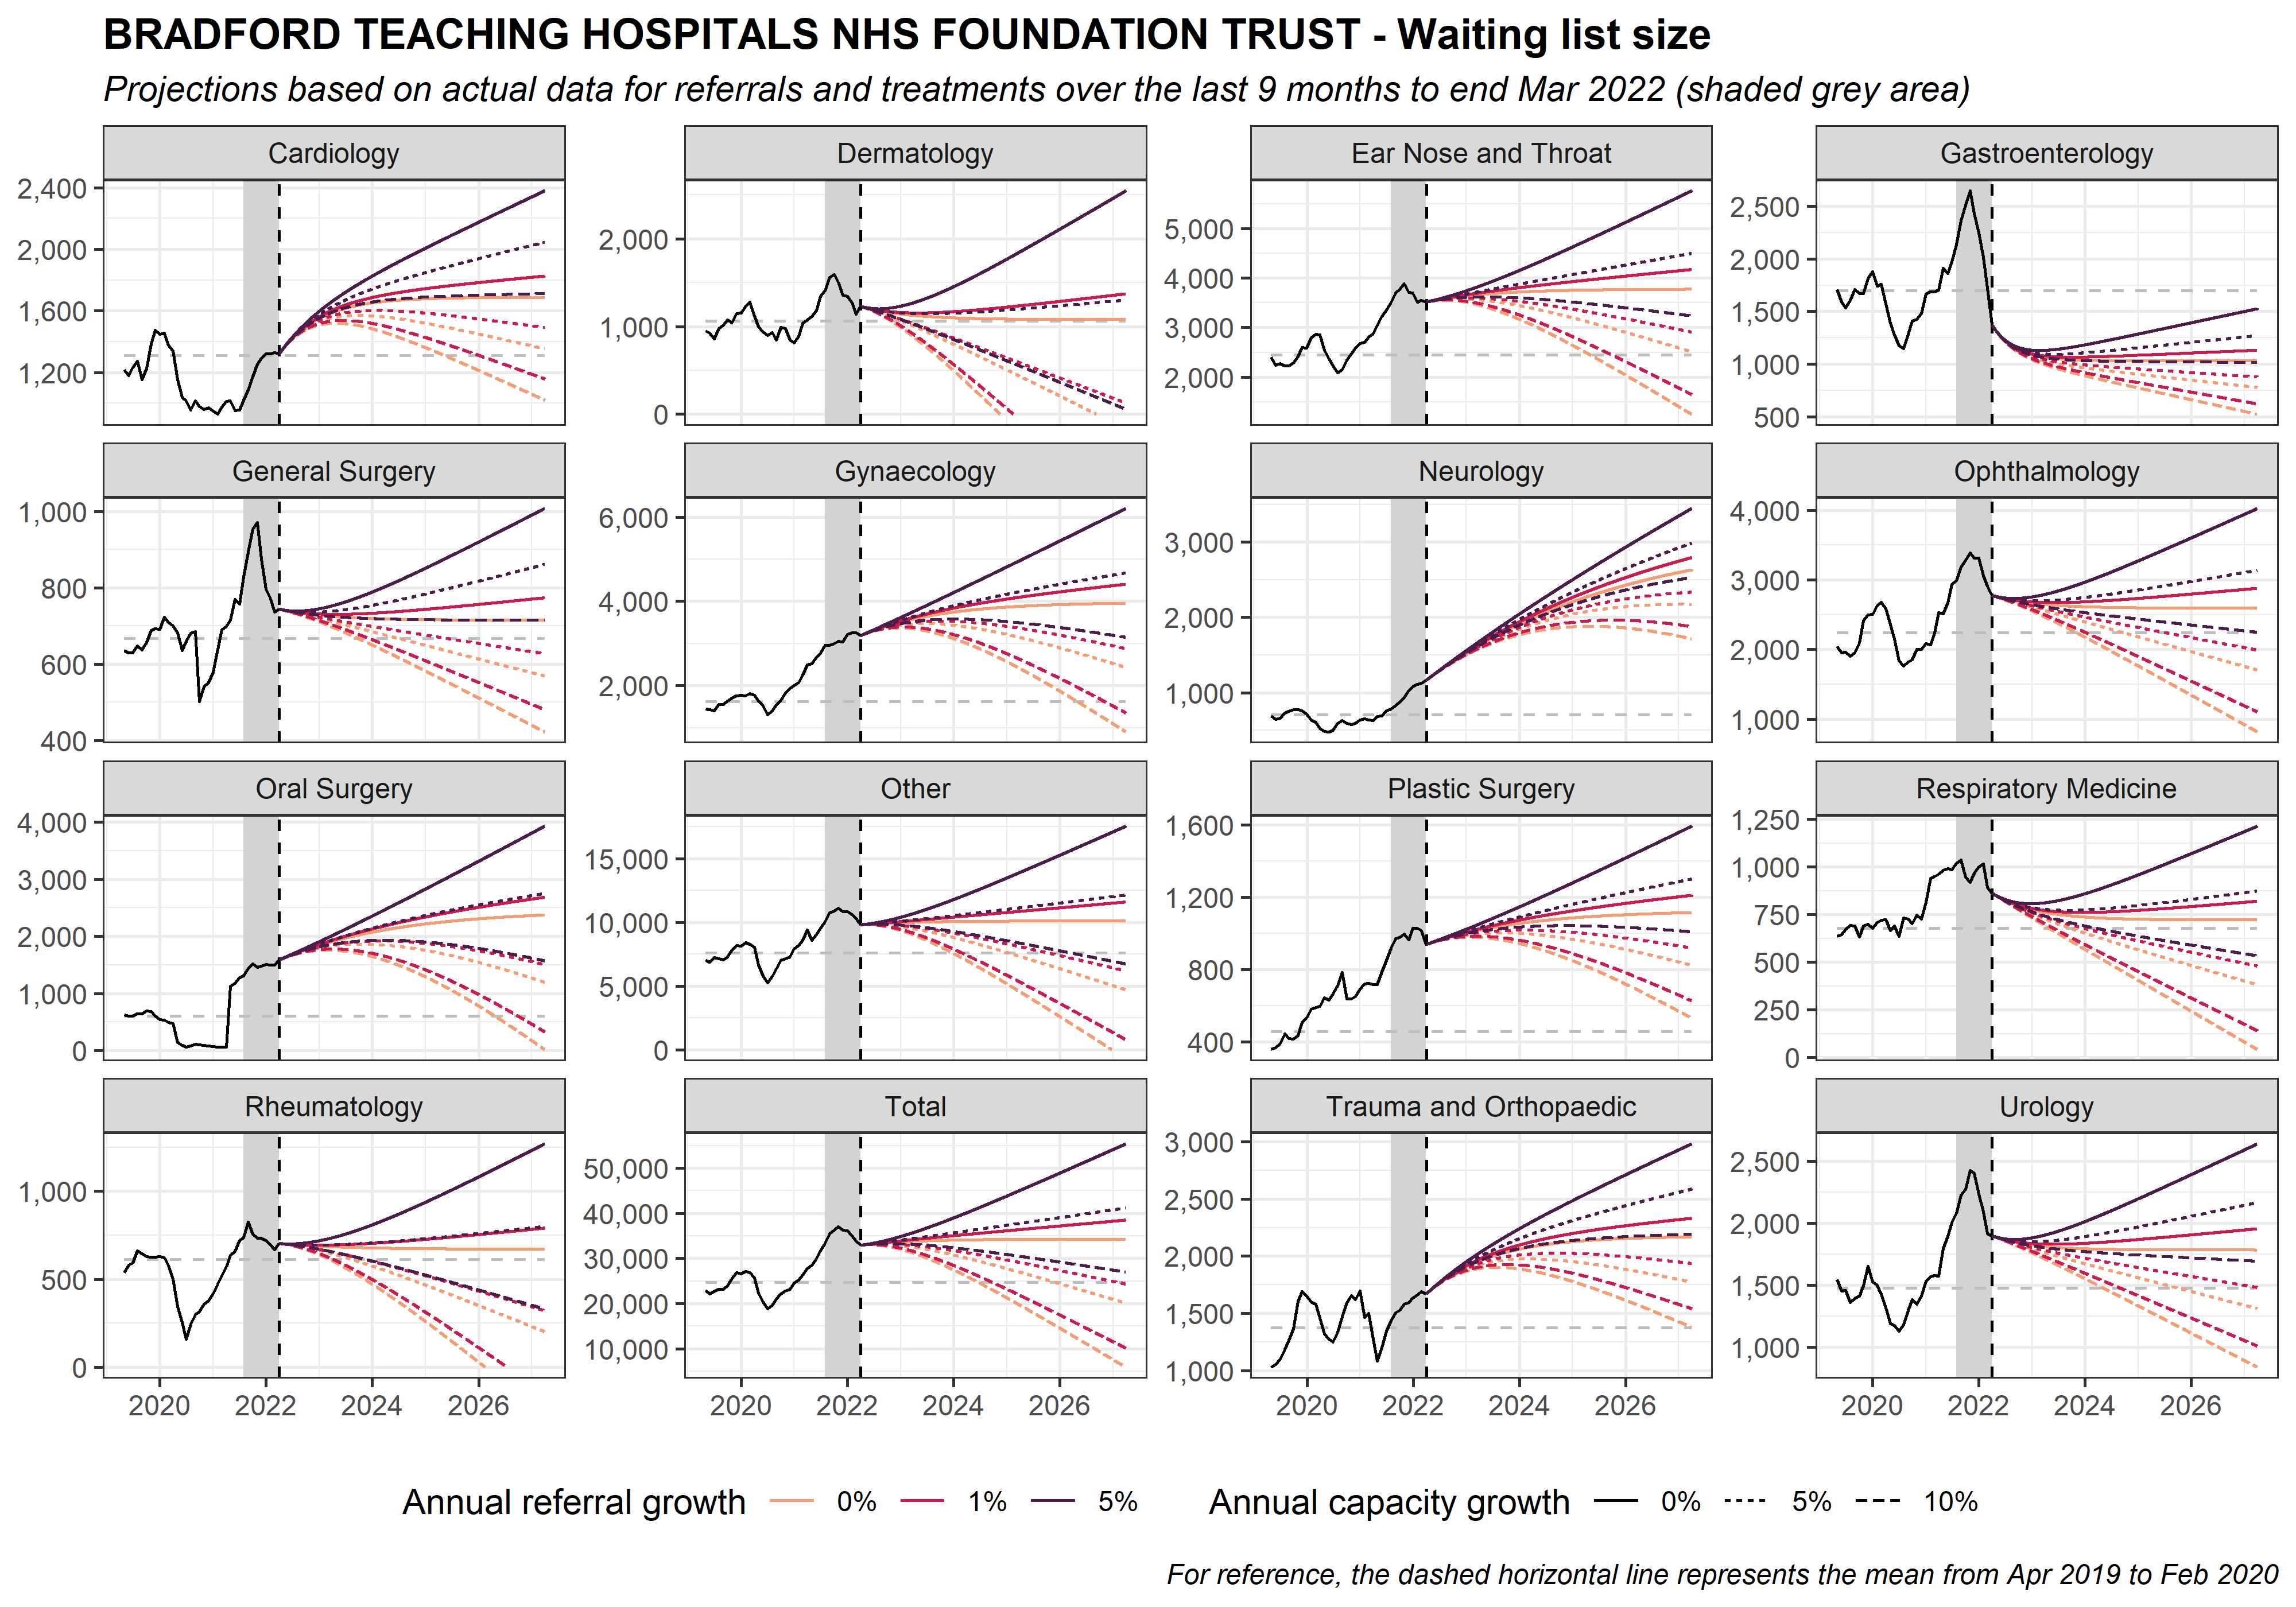 BRADFORD TEACHING HOSPITALS NHS FOUNDATION TRUST - Waiting list size
Projections based on actual data for referrals and treatments over the last 9 months to end Mar 2022 (shaded grey area)
Cardiology
2,400
2,000
1,600
1,200
Dermatology
2,000
1,000
0
Ear Nose and Throat
5,000
4,000
3,000
2,000
Gastroenterology
2,500
2,000
1,500
1,000
500
General Surgery
1,000
800
600
400
Gynaecology
6,000
4,000
2,000
Neurology
3,000
2,000
1,000
Ophthalmology
4,000
3,000
2,000
1,000
Oral Surgery
4,000
3,000
2,000
1,000
0
Other
15,000
10,000
5,000
0
Plastic Surgery
1,600
1,200
800
400
Respiratory Medicine
1,250
1,000
750
500
250
0
Rheumatology
1,000
500
0
2020 2022 2024 2026
Total
50,000
40,000
30,000
20,000
10,000
2020 2022 2024 2026
Trauma and Orthopaedic
3,000
2,500
2,000
1,500
1,000
2020 2022 2024 2026
Urology
2,500
2,000
1,500
1,000
2020 2022 2024 2026
Annual referral growth 0% 1% 5%
Annual capacity growth 0% 5% 10%
For reference, the dashed horizontal line represents the mean from Apr 2019 to Feb 2020